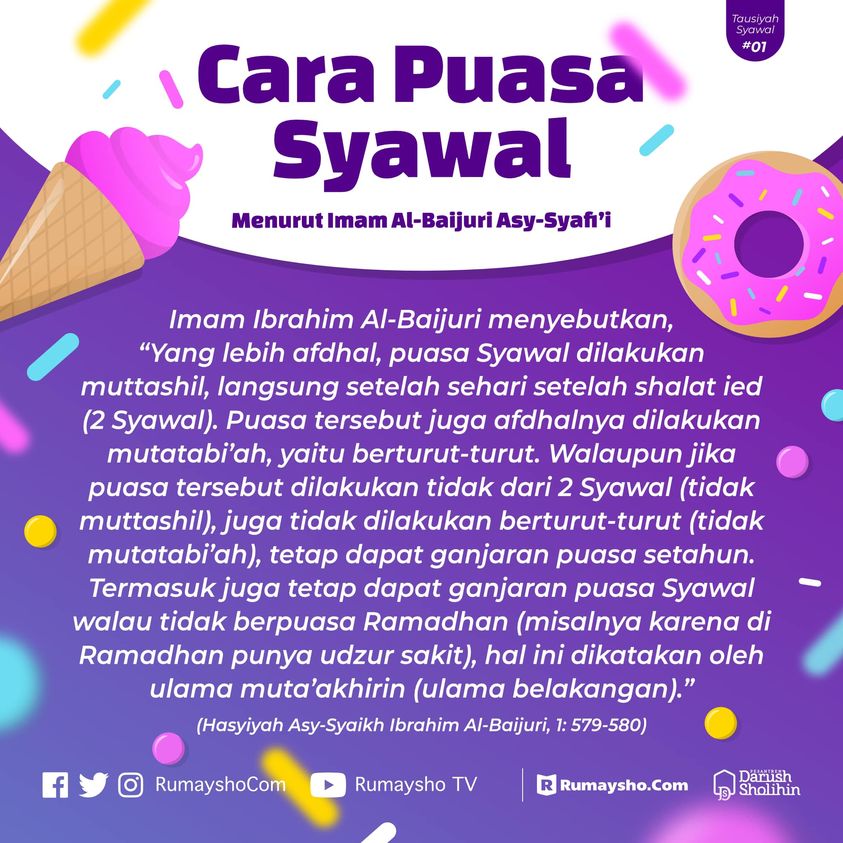 Tausiyah
Syawal
#01
Cara Puasa
Syawal
Menurut Imam Al-Baijuri Asy-Syafi’i
Imam Ibrahim Al-Baijuri menyebutkan,
“Yang lebih afdhal, puasa Syawal dilakukan
muttashil, langsung setelah sehari setelah shalat ied
(2 Syawal). Puasa tersebut juga afdhalnya dilakukan
mutatabi’ah, yaitu berturut-turut. Walaupun jika
puasa tersebut dilakukan tidak dari 2 Syawal (tidak
muttashil), juga tidak dilakukan berturut-turut (tidak
mutatabi’ah), tetap dapat ganjaran puasa setahun.
Termasuk juga tetap dapat ganjaran puasa Syawal
walau tidak berpuasa Ramadhan (misalnya karena di
Ramadhan punya udzur sakit), hal ini dikatakan oleh
ulama muta’akhirin (ulama belakangan).”
(Hasyiyah Asy-Syaikh Ibrahim Al-Baijuri, 1: 579-580)
RumayshoCom
Rumaysho TV
Rumaysho.Com
PESANTREN
Darush
Sholihin